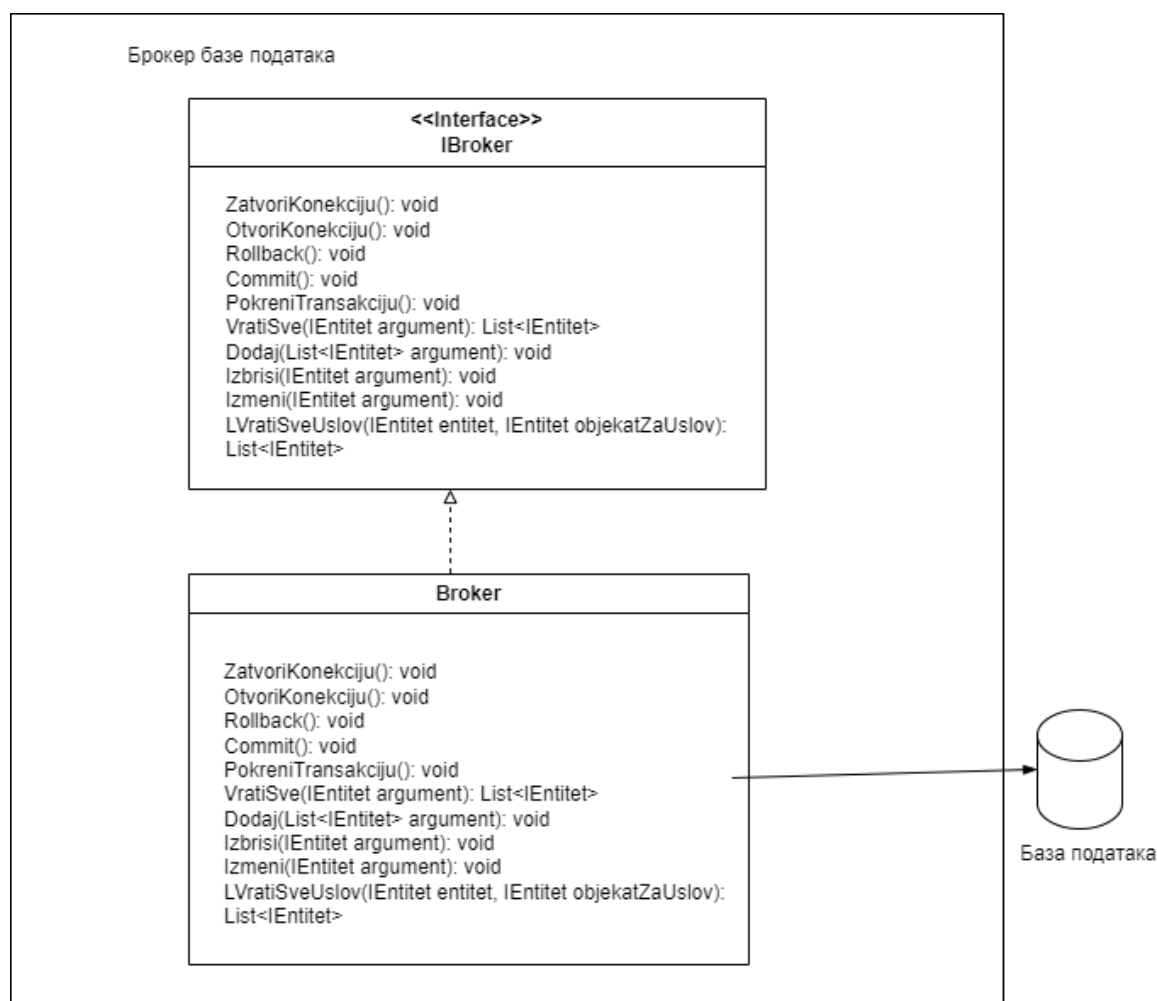 Брокер базе података
<<Interface>>
IBroker
ZatvoriKonekciju(): void
OtvoriKonekciju(): void
Rollback(): void
Commit(): void
PokreniTransakciju(): void
VratiSve(IEntitet argument): List<IEntitet>
Dodaj(List<IEntitet> argument): void
Izbrisi(IEntitet argument): void
Izmeni(IEntitet argument): void
LVratiSveUslov(IEntitet entitet, IEntitet objekatZaUslov):
List<IEntitet>
Broker
ZatvoriKonekciju(): void
OtvoriKonekciju(): void
Rollback(): void
Commit(): void
PokreniTransakciju(): void
VratiSve(IEntitet argument): List<IEntitet>
Dodaj(List<IEntitet> argument): void
Izbrisi(IEntitet argument): void
Izmeni(IEntitet argument): void
LVratiSveUslov(IEntitet entitet, IEntitet objekatZaUslov):
List<IEntitet>
База података